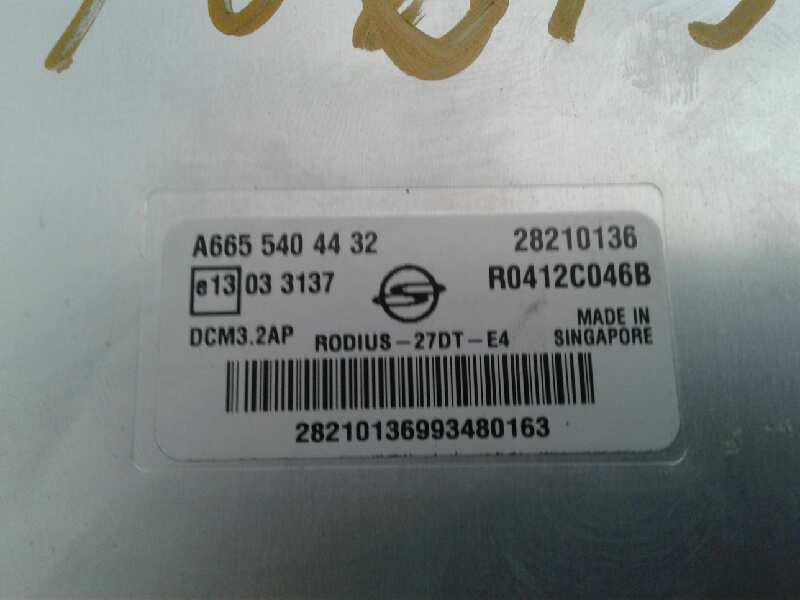 A665 540 44 32 28210136
e13 03 3137 R0412C046B
DCM3.2AP RODIUS-27DT-E4 MADE IN SINGAPORE
28210136993480163